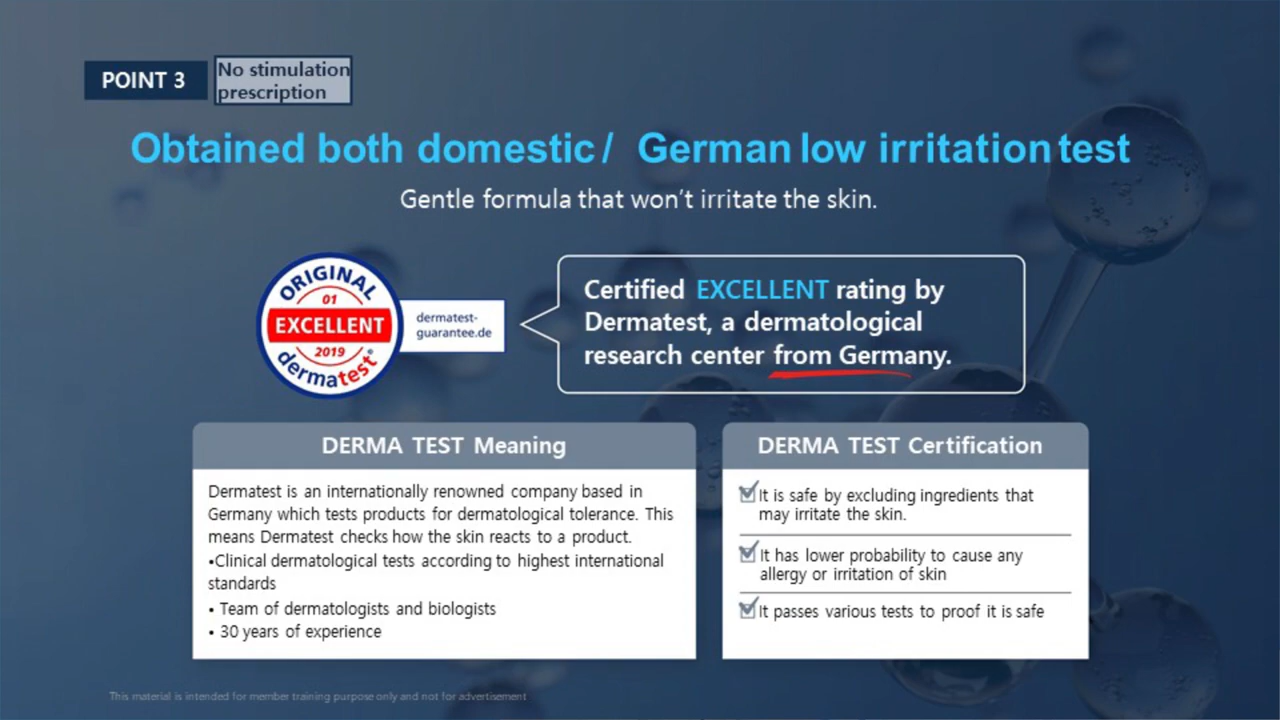 POINT 3
No stimulation
prescription
Obtained both domestic / German low irritation test
Gentle formula that won't irritate the skin.
ORIGINAL
01
EXCELLENT
2019
dermatest®
dermatest-
guarantee.de
Certified EXCELLENT rating by
Dermatest, a dermatological
research center from Germany.
DERMA TEST Meaning
Dermatest is an internationally renowned company based in
Germany which tests products for dermatological tolerance. This
means Dermatest checks how the skin reacts to a product.
•Clinical dermatological tests according to highest international
standards
• Team of dermatologists and biologists
• 30 years of experience
DERMA TEST Certification
It is safe by excluding ingredients that
may irritate the skin.
It has lower probability to cause any
allergy or irritation of skin
It passes various tests to proof it is safe
This material is intended for member training purpose only and not for advertisement